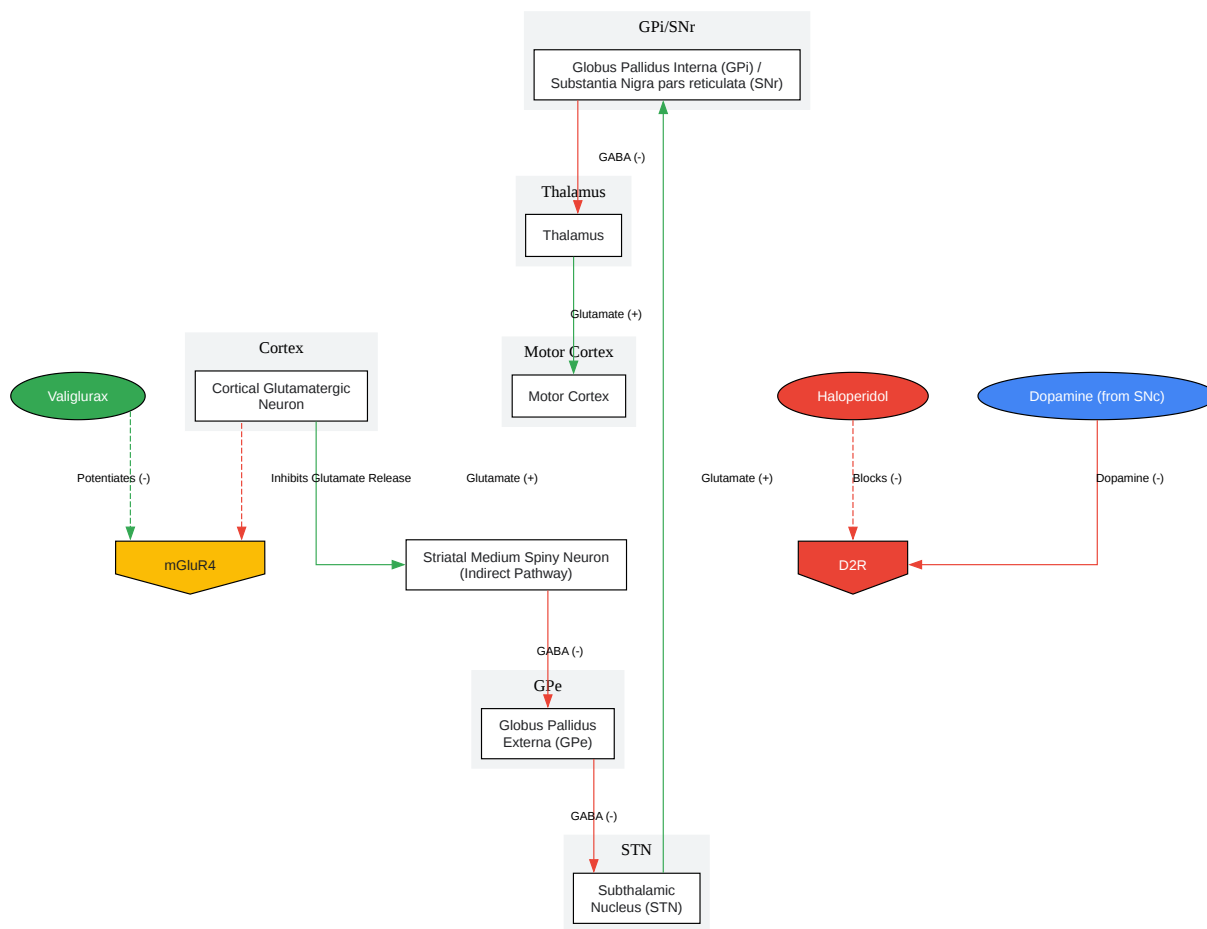 GPi/SNr
Globus Pallidus Interna (GPi) /
Substantia Nigra pars reticulata (SNr)
GABA (-)
Thalamus
Thalamus
Glutamate (+)
Motor Cortex
Motor Cortex
Cortex
Cortical Glutamatergic
Neuron
Valiglurax
Haloperidol
Dopamine (from SNc)
Potentiates (-)
Inhibits Glutamate Release
Glutamate (+)
Glutamate (+)
Blocks (-)
Dopamine (-)
mGluR4
Striatal Medium Spiny Neuron
(Indirect Pathway)
D2R
GABA (-)
GPe
Globus Pallidus
Externa (GPe)
GABA (-)
STN
Subthalamic
Nucleus (STN)